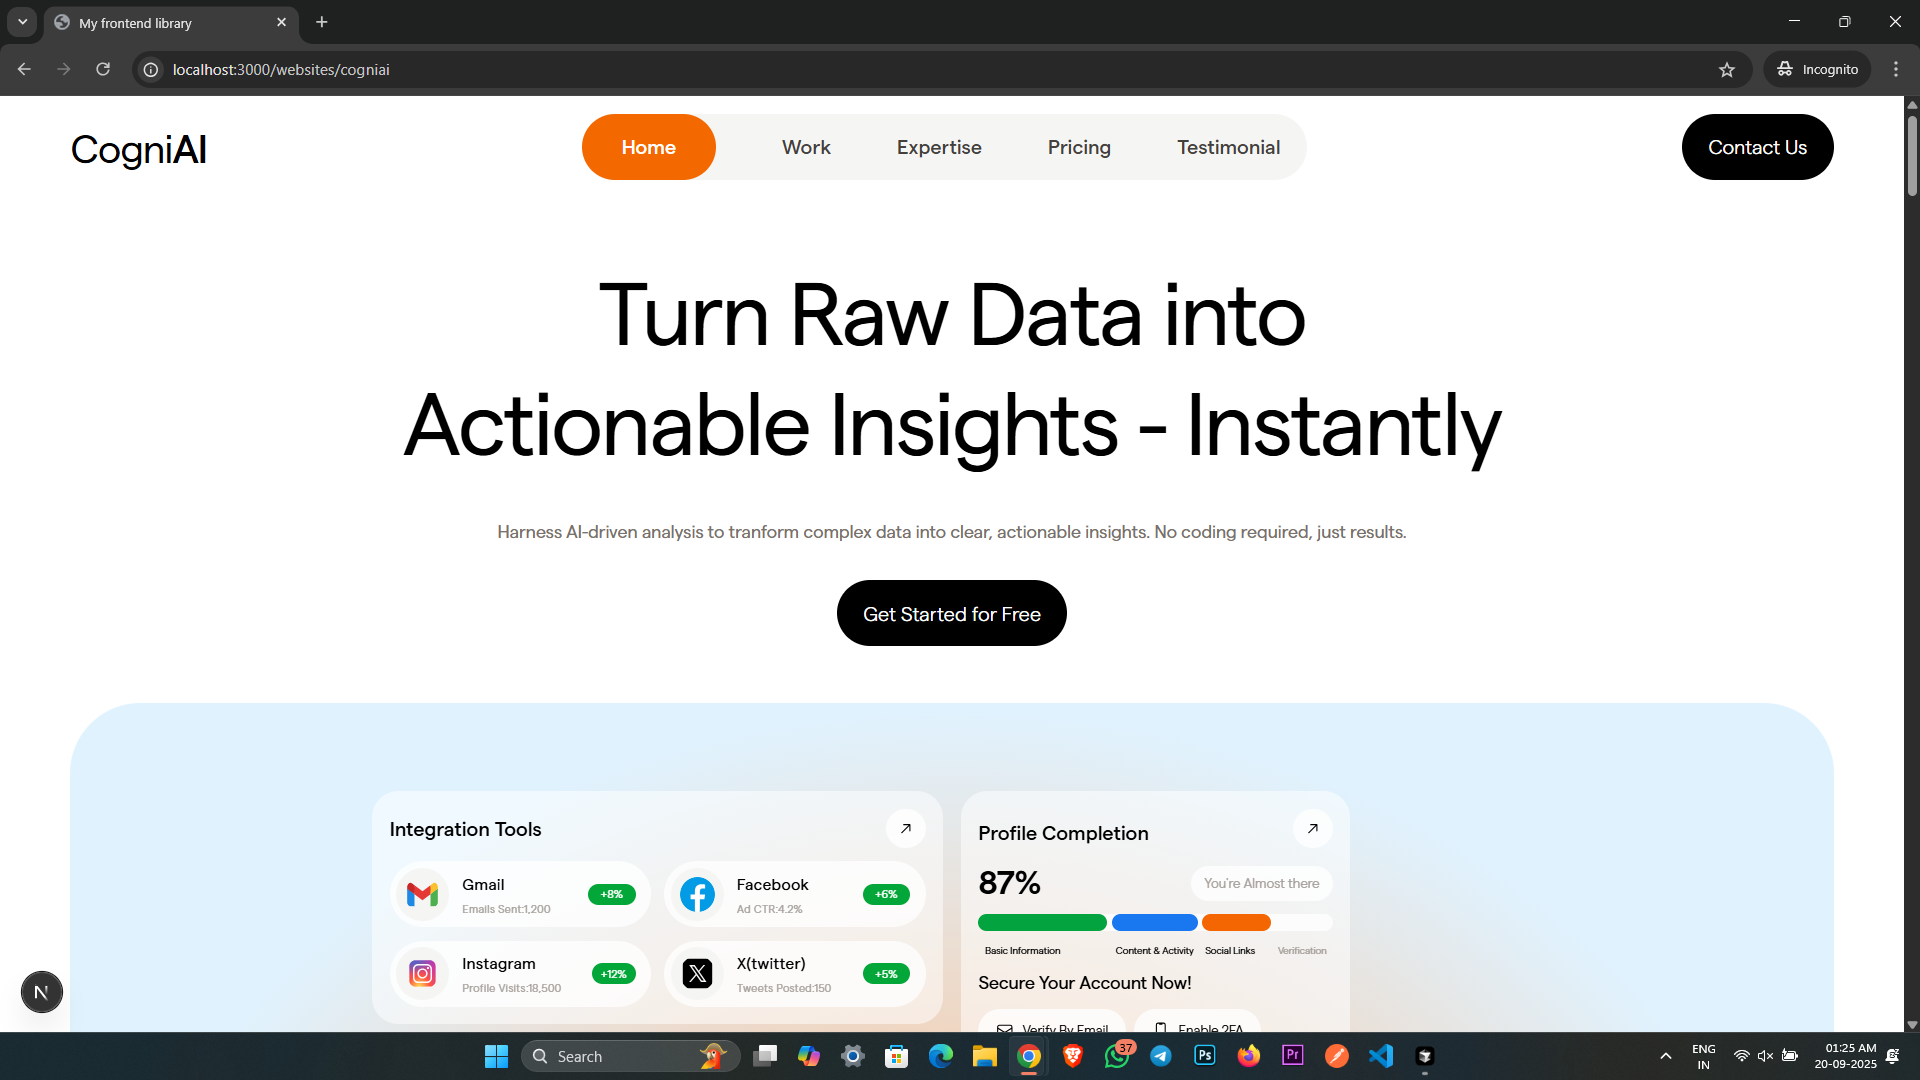 My frontend library
localhost:3000/websites/cogniai
Incognito
CogniAI
Home
Work
Expertise
Pricing
Testimonial
Contact Us
Turn Raw Data into
Actionable Insights - Instantly
Harness AI-driven analysis to tranform complex data into clear, actionable insights. No coding required, just results.
Get Started for Free
Integration Tools
Gmail
Emails Sent:1,200
+8%
Facebook
Ad CTR:4.2%
+6%
Instagram
Profile Visits:18,500
+12%
X(twitter)
Tweets Posted:150
+5%
Profile Completion
87%
You're Almost there
Basic Information
Content & Activity
Social Links
Verification
Secure Your Account Now!
Verify By Email
Enable 2FA
N
Search
37
Ps
Pr
ENG
IN
01:25 AM
20-09-2025